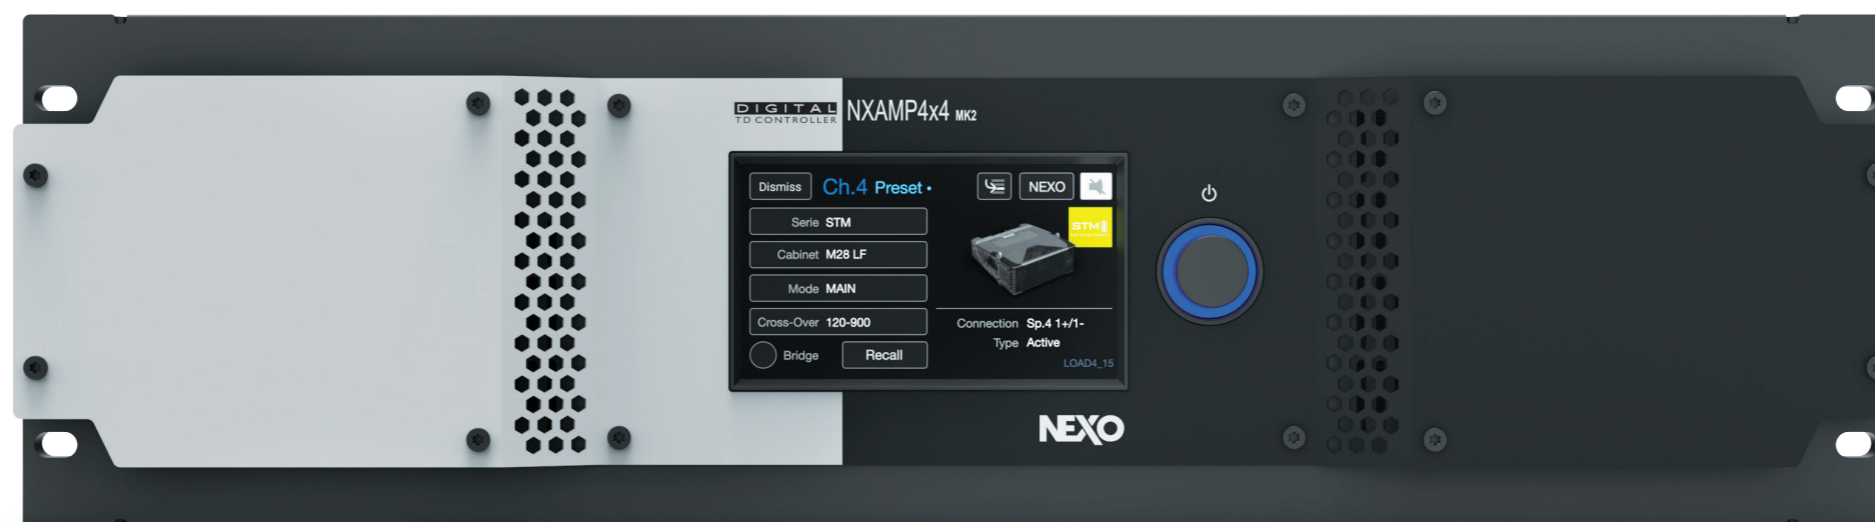 DIGITAL
TD CONTROLLER
NXAMP4x4 MK2
Dismiss
Ch.4 Preset •
NEXO
Serie STM
STM
Cabinet M28 LF
Mode MAIN
Cross-Over 120-900
Connection Sp.4 1+/1-
Type Active
Bridge
Recall
LOAD4_15
NEXO